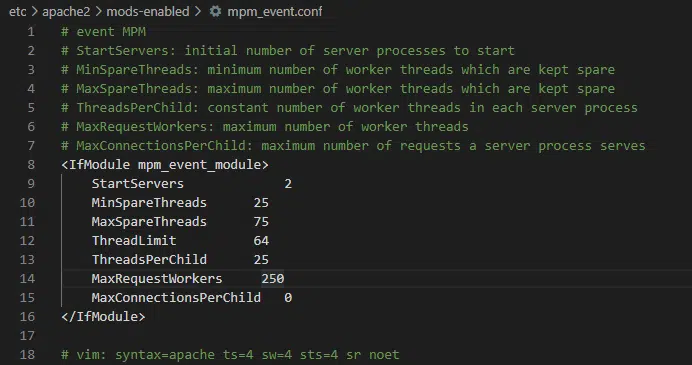 etc > apache2 > mods-enabled > mpm_event.conf
1 # event MPM
2 # StartServers: initial number of server processes to start
3 # MinSpareThreads: minimum number of worker threads which are kept spare
4 # MaxSpareThreads: maximum number of worker threads which are kept spare
5 # ThreadsPerChild: constant number of worker threads in each server process
6 # MaxRequestWorkers: maximum number of worker threads
7 # MaxConnectionsPerChild: maximum number of requests a server process serves
8 <IfModule mpm_event_module>
9     StartServers             2
10     MinSpareThreads      25
11     MaxSpareThreads      75
12     ThreadLimit          64
13     ThreadsPerChild      25
14     MaxRequestWorkers     250
15     MaxConnectionsPerChild   0
16 </IfModule>
17
18 # vim: syntax=apache ts=4 sw=4 sts=4 sr noet